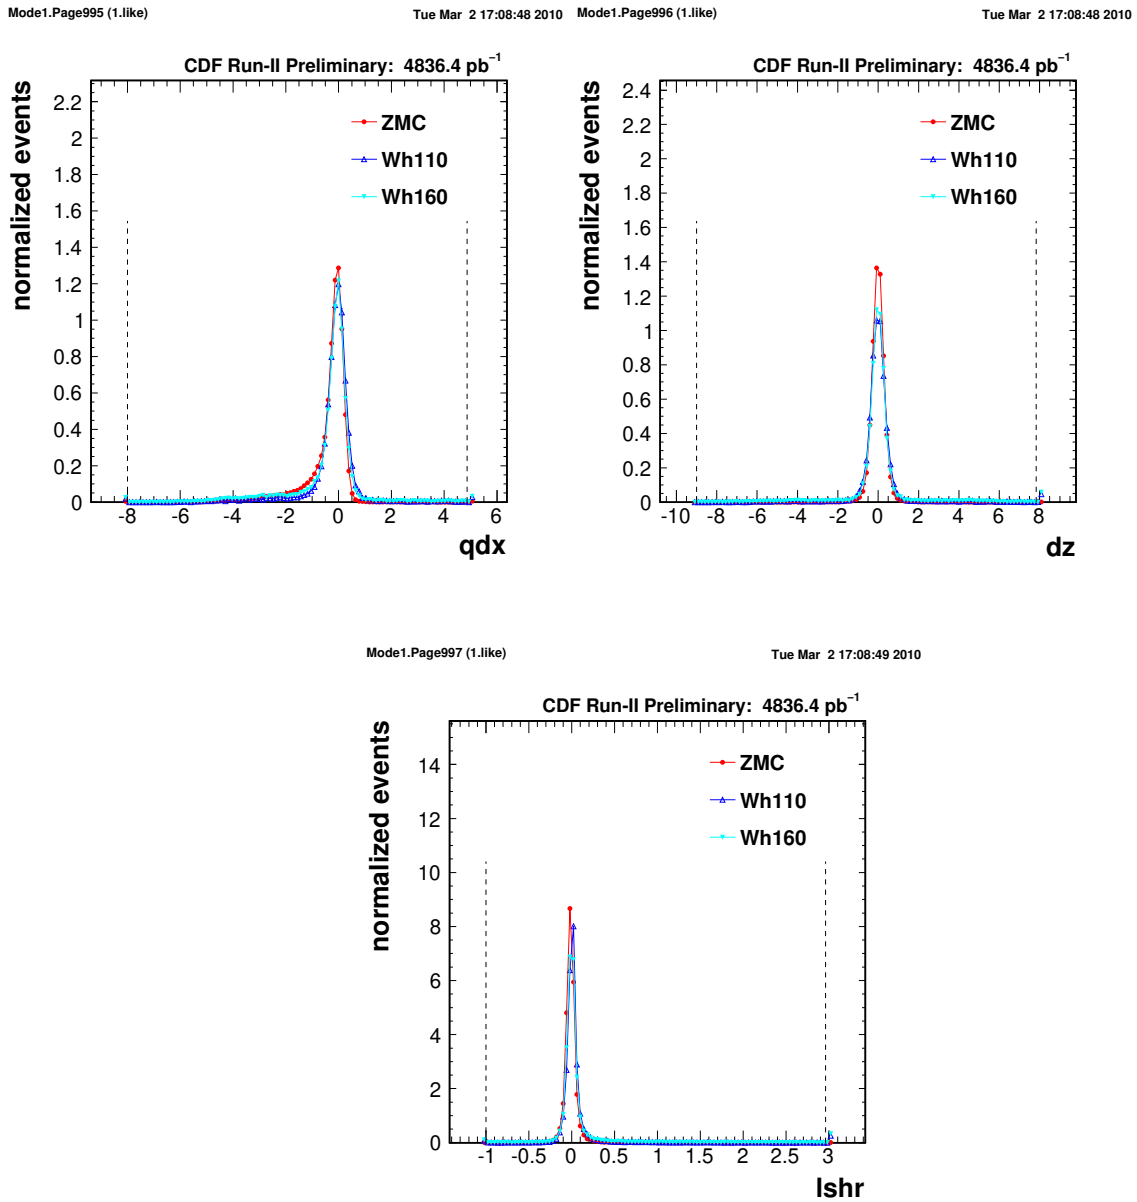 Mode1.Page995 (1.like)
Tue Mar 2 17:08:48 2010
CDF Run-II Preliminary: 4836.4 pb⁻¹
normalized events
2.2
2
1.8
1.6
1.4
1.2
1
0.8
0.6
0.4
0.2
0
ZMC
Wh110
Wh160
-8 -6 -4 -2 0 2 4 6
qdx
Mode1.Page996 (1.like)
Tue Mar 2 17:08:48 2010
CDF Run-II Preliminary: 4836.4 pb⁻¹
normalized events
2.4
2.2
2
1.8
1.6
1.4
1.2
1
0.8
0.6
0.4
0.2
0
ZMC
Wh110
Wh160
-10 -8 -6 -4 -2 0 2 4 6 8
dz
Mode1.Page997 (1.like)
Tue Mar 2 17:08:49 2010
CDF Run-II Preliminary: 4836.4 pb⁻¹
normalized events
14
12
10
8
6
4
2
0
ZMC
Wh110
Wh160
-1 -0.5 0 0.5 1 1.5 2 2.5 3
lshr